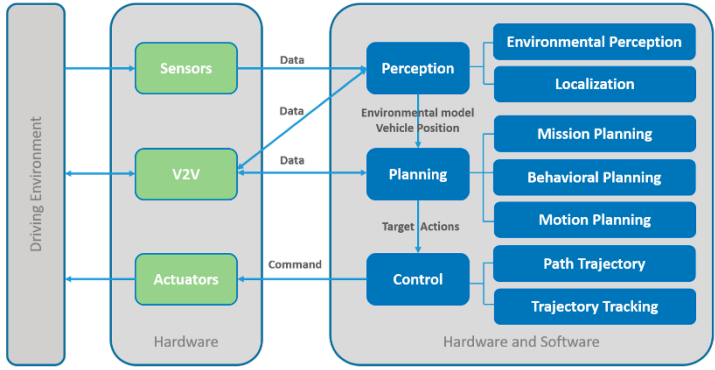 Driving Environment
Sensors
V2V
Actuators
Hardware
Data
Data
Data
Command
Perception
Environmental model
Vehicle Position
Planning
Target Actions
Control
Environmental Perception
Localization
Mission Planning
Behavioral Planning
Motion Planning
Path Trajectory
Trajectory Tracking
Hardware and Software